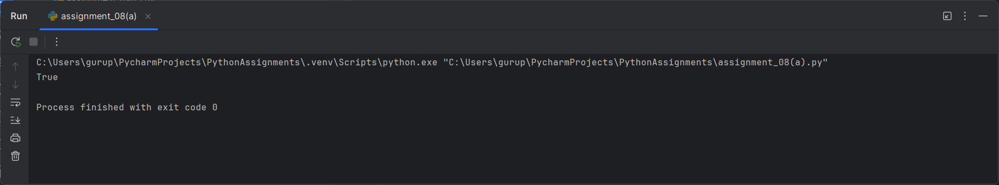 Run assignment_08(a)
C:\Users\gurup\PycharmProjects\PythonAssignments\.venv\Scripts\python.exe "C:\Users\gurup\PycharmProjects\PythonAssignments\assignment_08(a).py"
True
Process finished with exit code 0